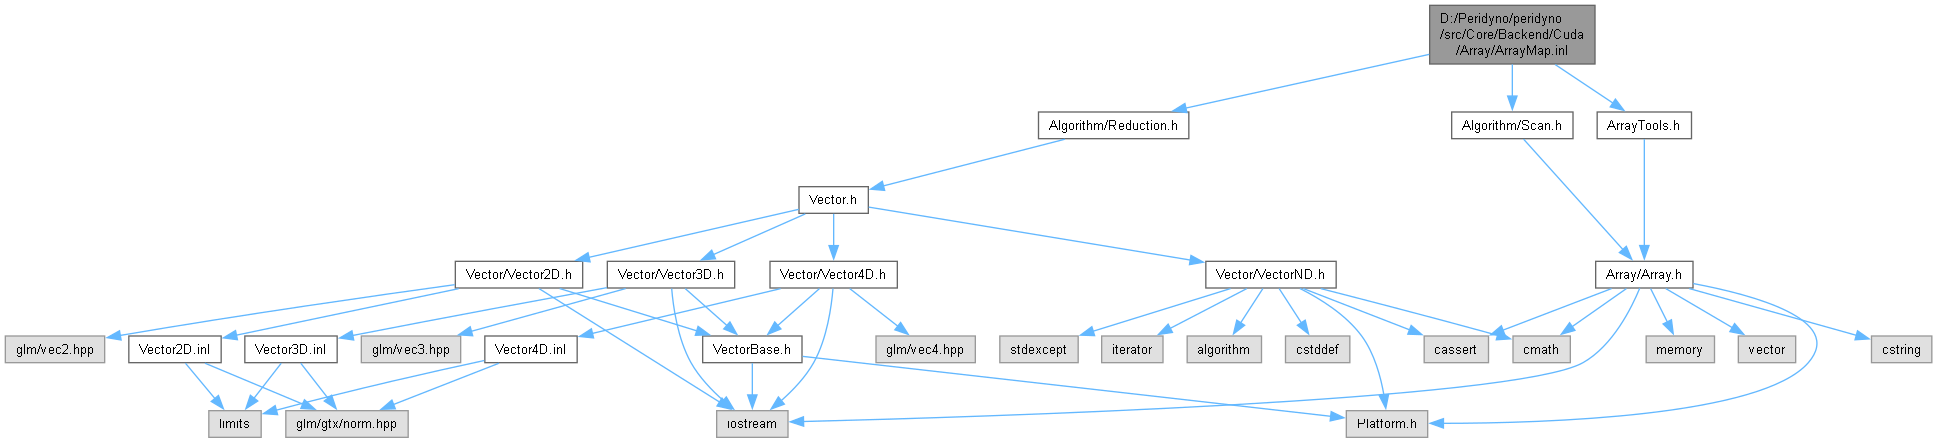 D:/Peridyno/peridyno
/src/Core/Backend/Cuda
/Array/ArrayMap.inl
Algorithm/Reduction.h
Algorithm/Scan.h
ArrayTools.h
Vector.h
Vector/Vector2D.h
Vector/Vector3D.h
Vector/Vector4D.h
Vector/VectorND.h
Array/Array.h
glm/vec2.hpp
Vector2D.inl
Vector3D.inl
glm/vec3.hpp
Vector4D.inl
VectorBase.h
glm/vec4.hpp
stdexcept
iterator
algorithm
cstddef
cassert
cmath
memory
vector
cstring
limits
glm/gtx/norm.hpp
iostream
Platform.h